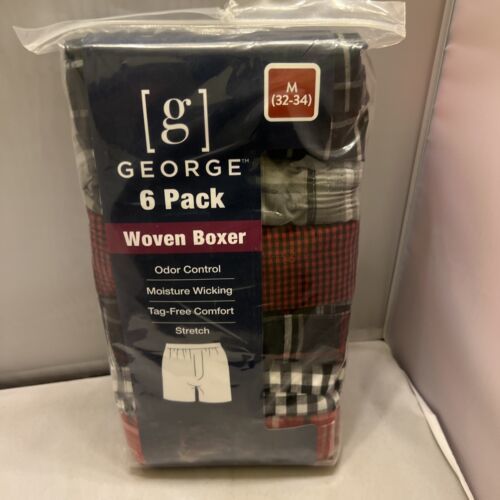 M
(32-34)
[g]
GEORGE™
6 Pack
Woven Boxer
Odor Control
Moisture Wicking
Tag-Free Comfort
Stretch